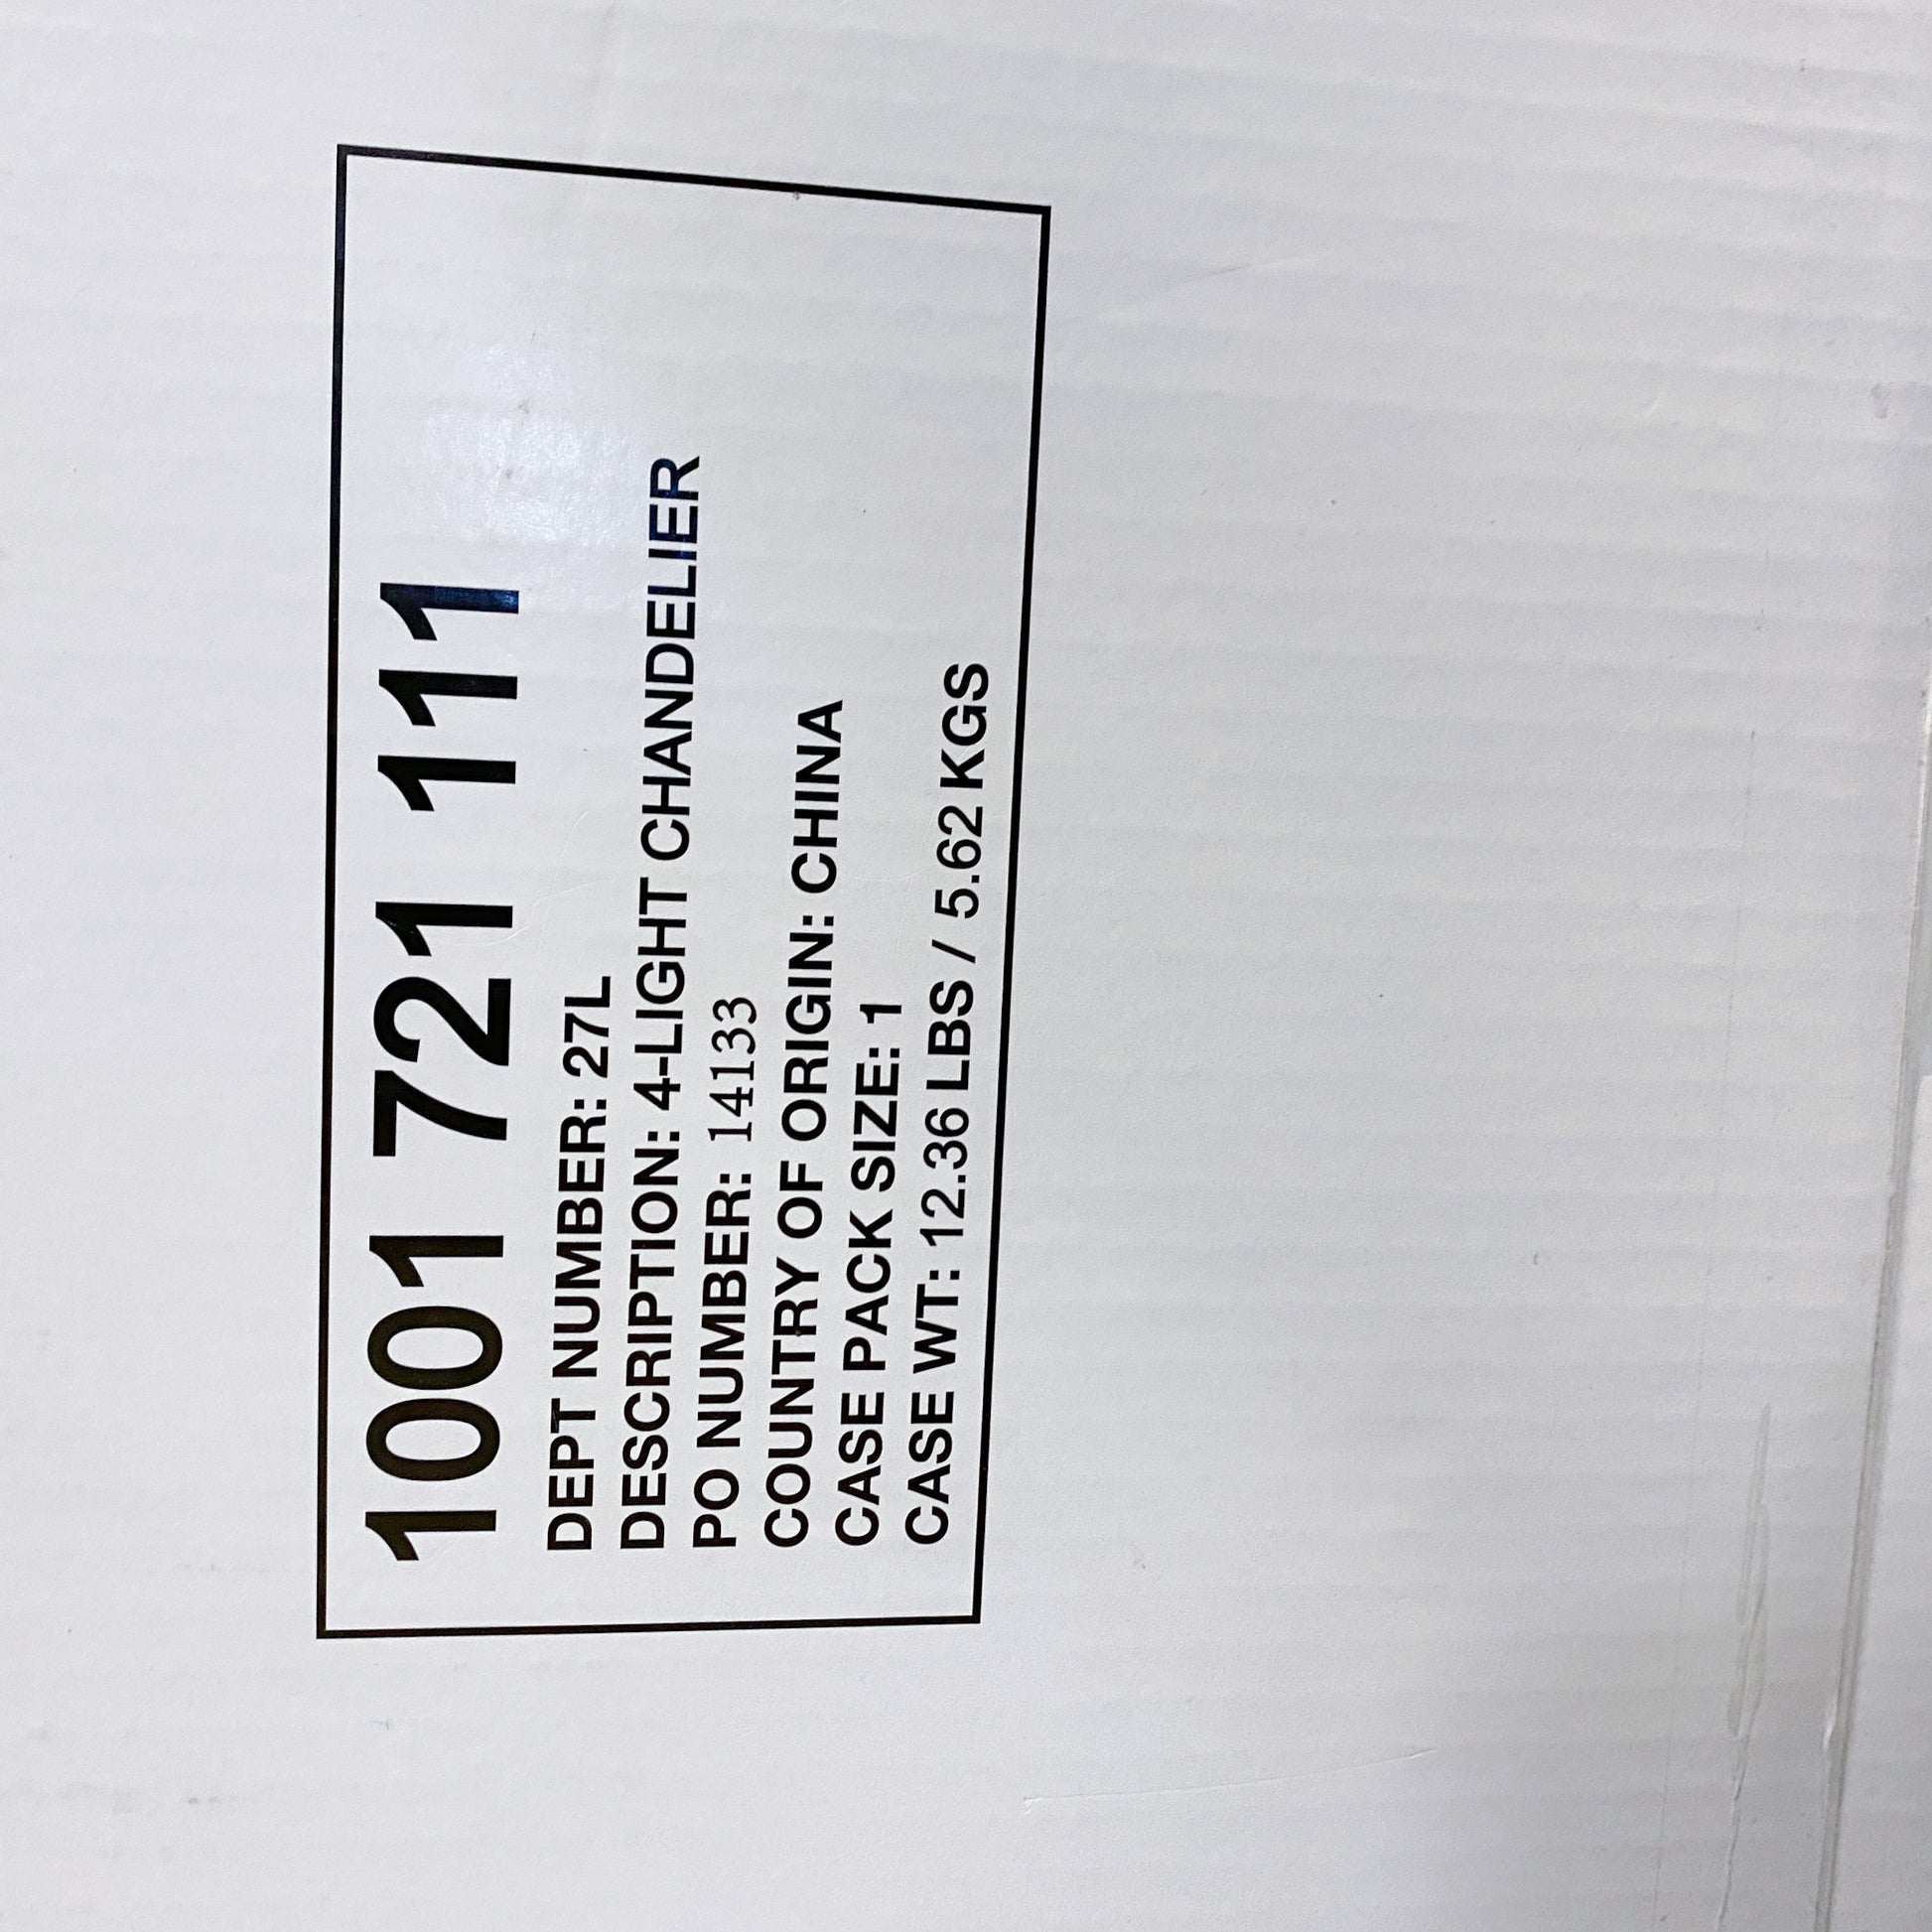 1001 721 111
DEPT NUMBER: 27L
DESCRIPTION: 4-LIGHT CHANDELIER
PO NUMBER: 14133
COUNTRY OF ORIGIN: CHINA
CASE PACK SIZE: 1
CASE WT: 12.36 LBS / 5.62 KGS